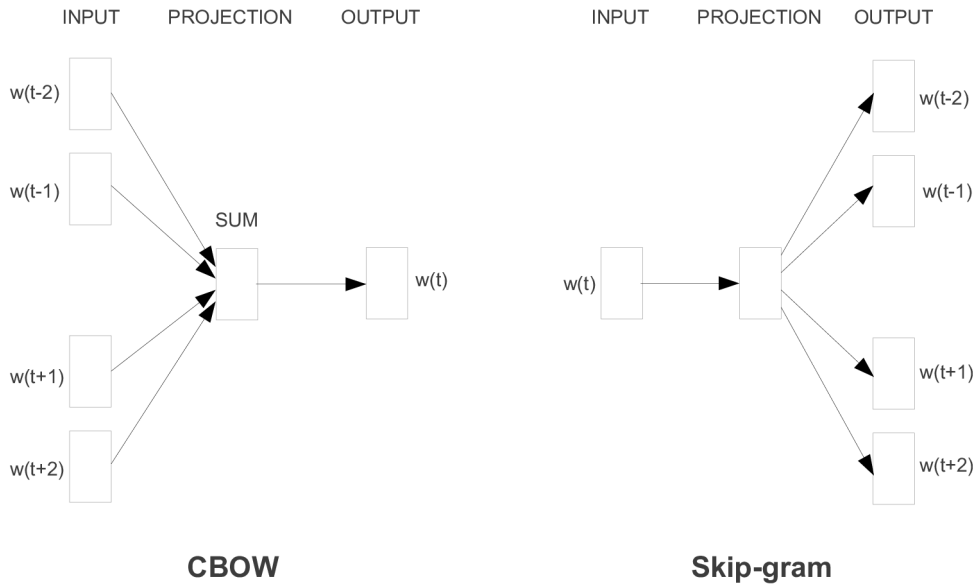 INPUT PROJECTION OUTPUT
w(t-2)
w(t-1)
SUM
w(t)
w(t+1)
w(t+2)
CBOW
INPUT PROJECTION OUTPUT
w(t-2)
w(t-1)
w(t)
w(t+1)
w(t+2)
Skip-gram